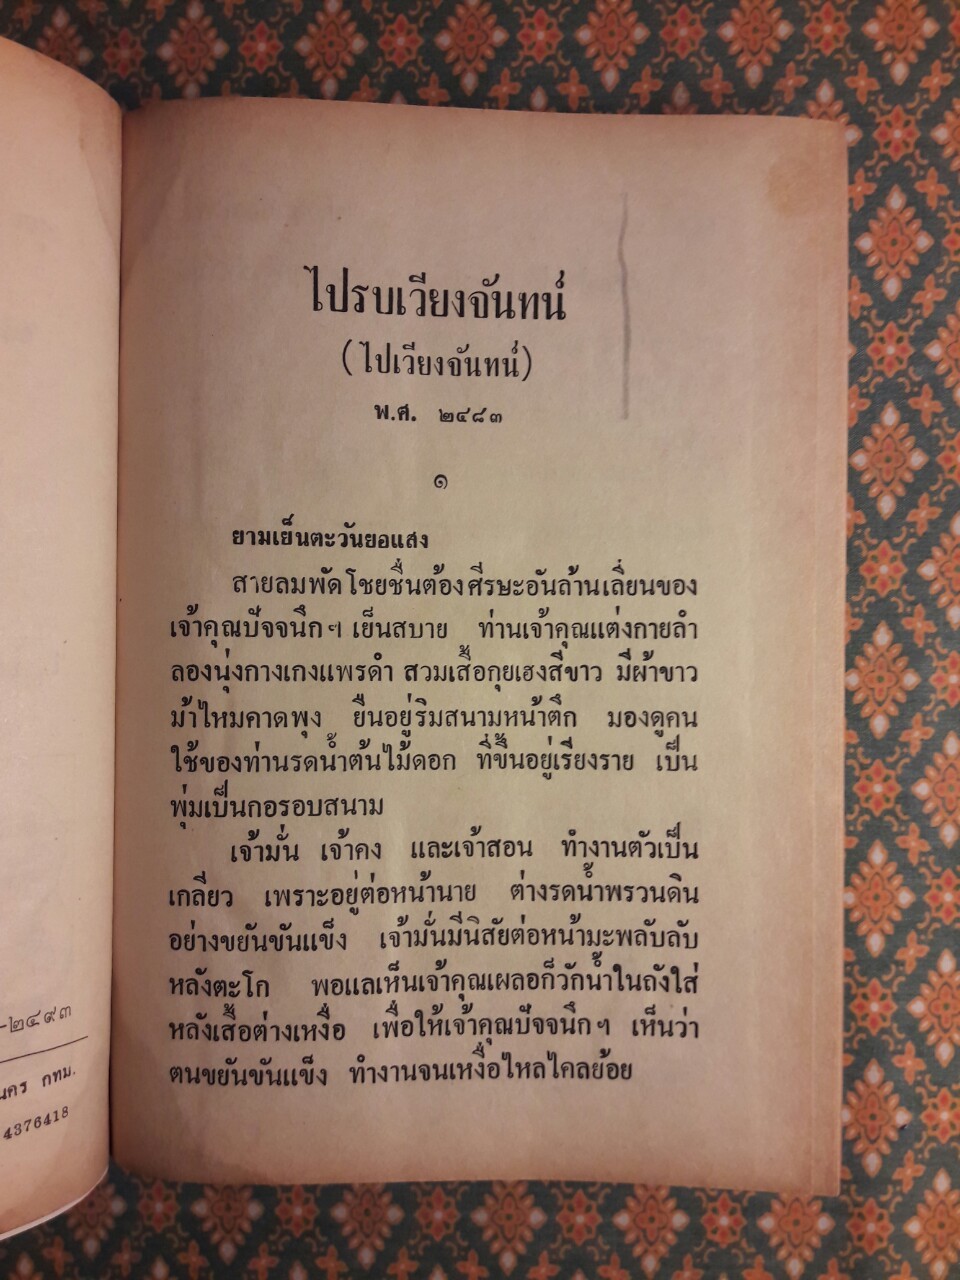 -๒๔๙๓
นคร กทม.
4376418
ไปรบเวียงจันทน์
(ไปเวียงจันทน์)
พ.ศ. ๒๔๘๓
๑
ยามเย็นตะวันยอแสง
สายลมพัดโชยชื่นต้องศีรษะอันล้านเลี่ยนของ
เจ้าคุณปัจจนึก ฯ เย็นสบาย ท่านเจ้าคุณแต่งกายลำ
ลองนุ่งกางเกงแพรดำ สวมเสื้อกุยเฮงสีขาว มีผ้าขาว
ม้าไหมคาดพุง ยืนอยู่ริมสนามหน้าตึก มองดูคน
ใช้ของท่านรดน้ำต้นไม้ดอก ที่ขึ้นอยู่เรียงราย เป็น
พุ่มเป็นกอรอบสนาม
เจ้ามั่น เจ้าคง และเจ้าสอน ทำงานตัวเป็น
เกลียว เพราะอยู่ต่อหน้านาย ต่างรดน้ำพรวนดิน
อย่างขยันขันแข็ง เจ้ามั่นมีนิสัยต่อหน้ามะพลับลับ
หลังตะโก พอแลเห็นเจ้าคุณเผลอก็วักน้ำในถังใส่
หลังเสื้อต่างเหงื่อ เพื่อให้เจ้าคุณปัจจนึก ฯ เห็นว่า
ตนขยันขันแข็ง ทำงานจนเหงื่อไหลไคลย้อย